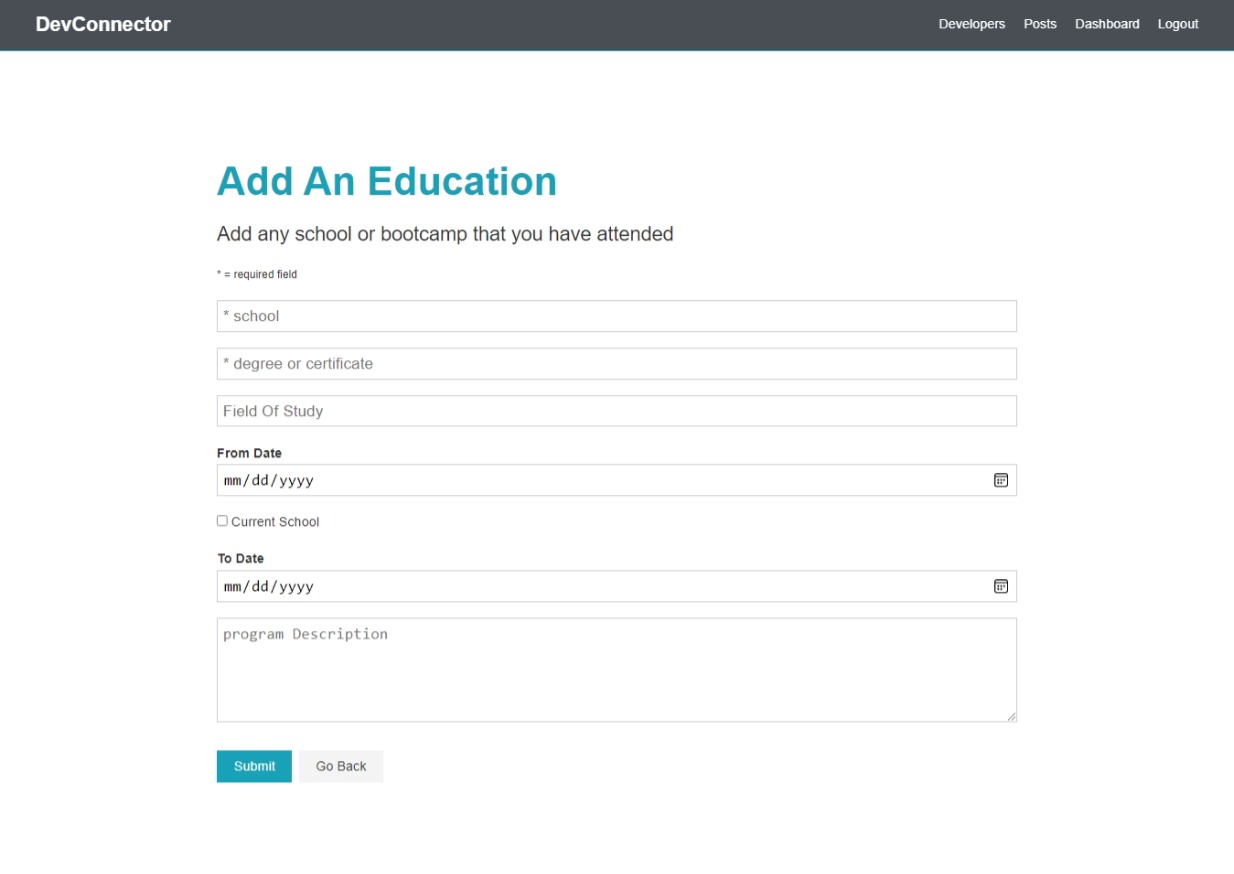 DevConnector Developers Posts Dashboard Logout
Add An Education
Add any school or bootcamp that you have attended
* = required field
* school
* degree or certificate
Field Of Study
From Date
mm/dd/yyyy
Current School
To Date
mm/dd/yyyy
program Description
Submit Go Back